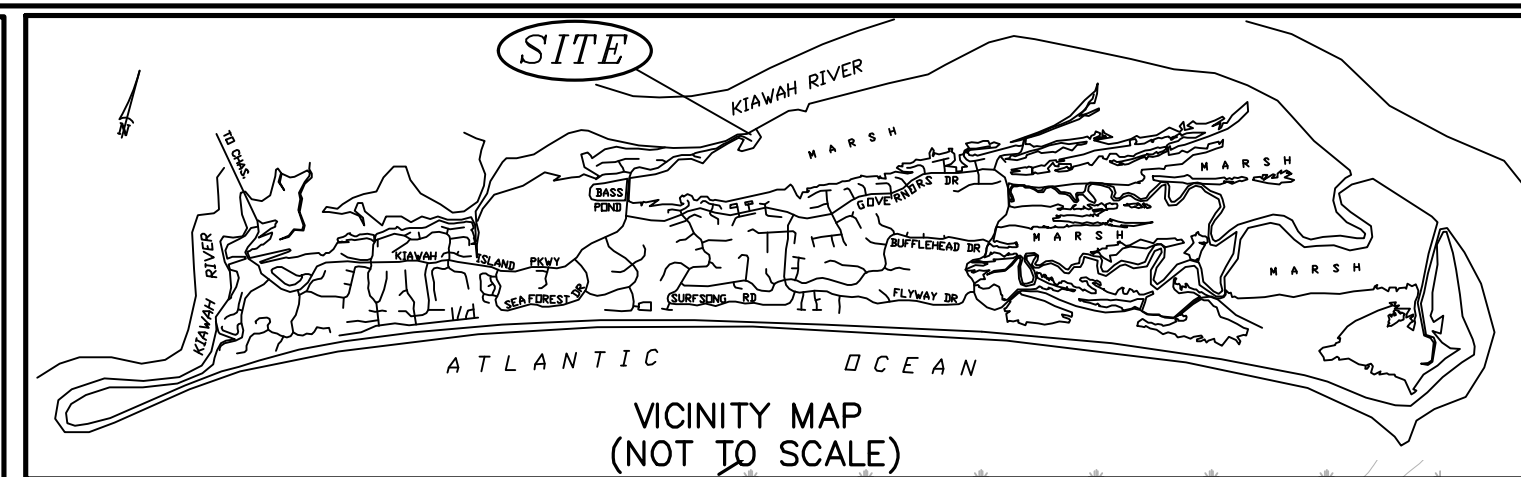 SITE
KIAWAH RIVER
N
TO CHAS.
MARSH
MARSH
BASS
POND
GOVERNORS DR
KIAWAH RIVER
KIAWAH ISLAND PKWY
BUFFLEHEAD DR
MARSH
MARSH
SEA FOREST DR
SURFSONG RD
FLYWAY DR
ATLANTIC OCEAN
VICINITY MAP
(NOT TO SCALE)